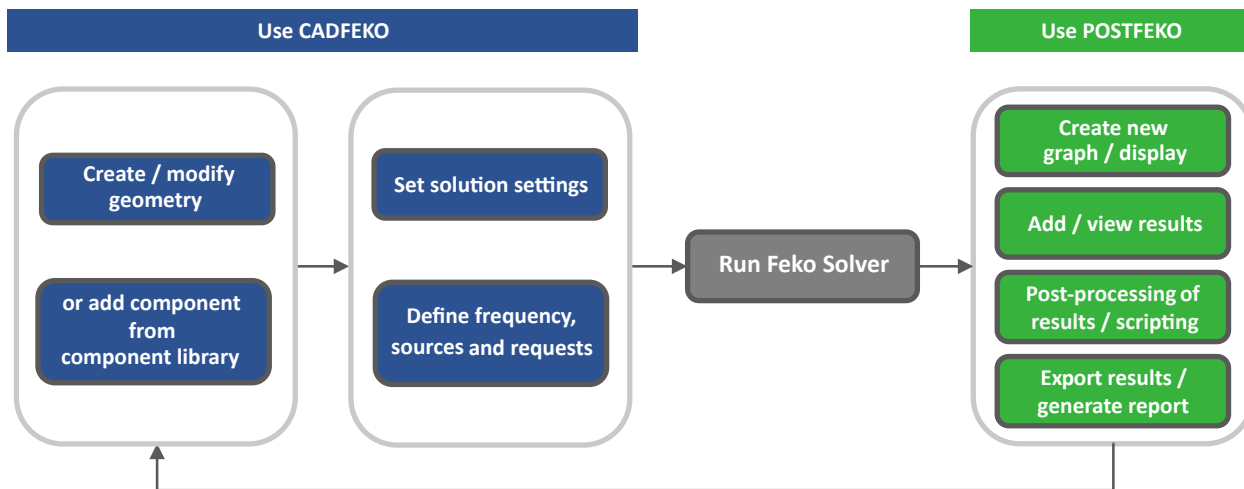 Use CADFEKO
Use POSTFEKO
Create / modify
geometry
or add component
from
component library
Set solution settings
Define frequency,
sources and requests
Run Feko Solver
Create new
graph / display
Add / view results
Post-processing of
results / scripting
Export results /
generate report